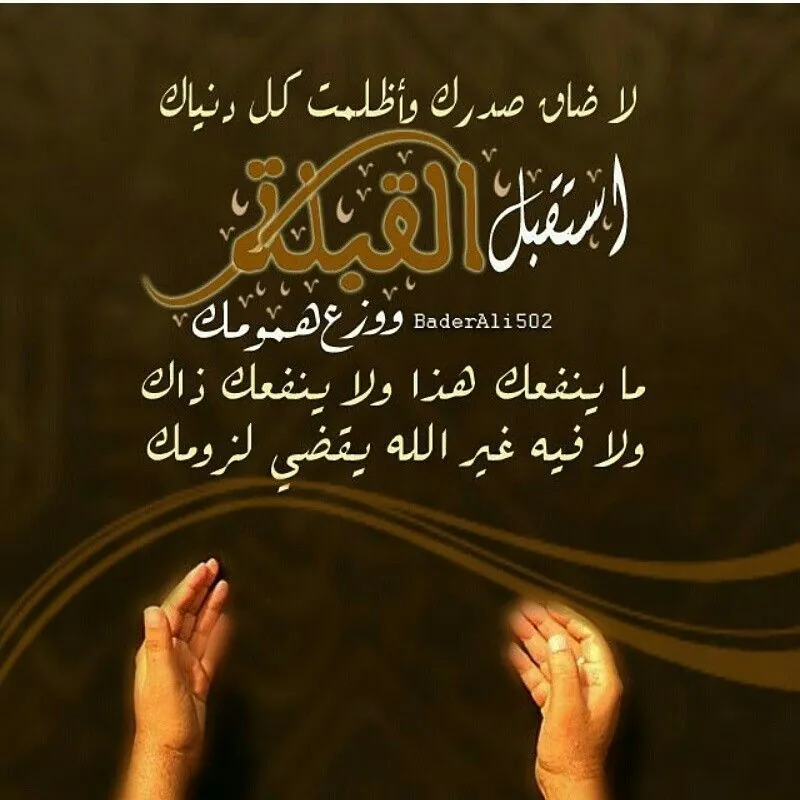 لا ضاق صدرك وأظلمت كل دنياك
استقبل القبلة
ووزع همومك BaderAli502
ما ينفعك هذا ولا ينفعك ذاك
ولا فيه غير الله يقضي لزومك